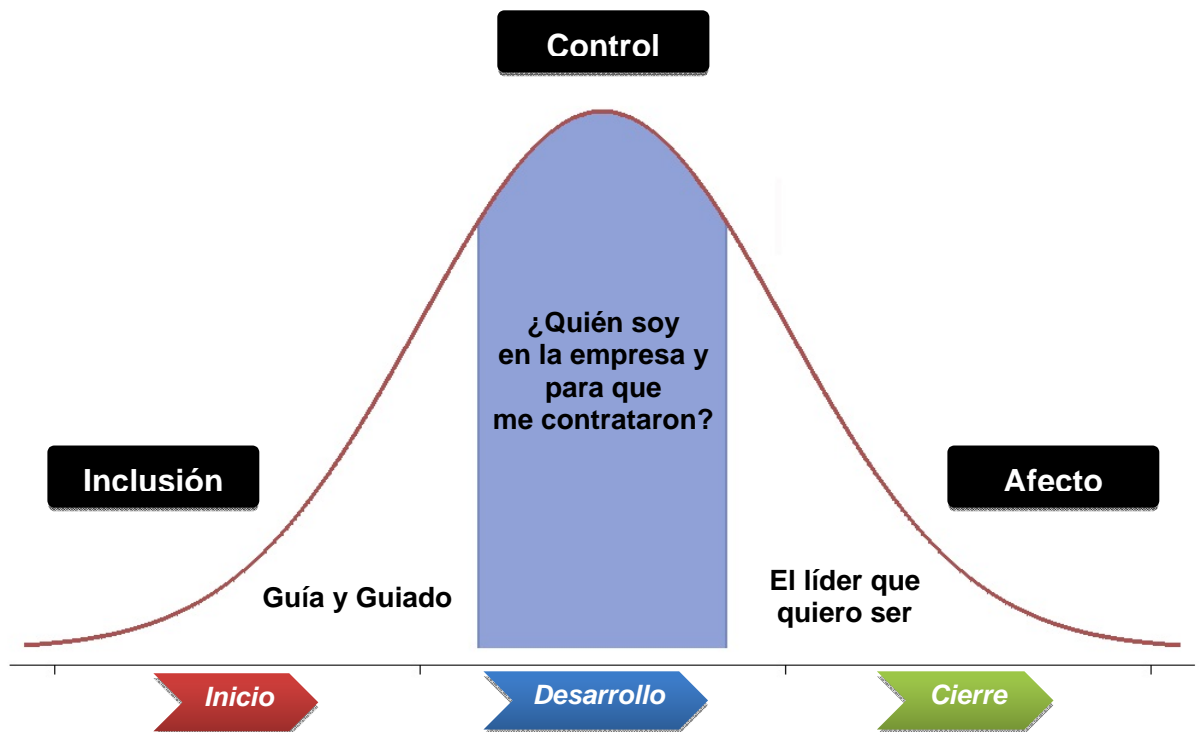 Control
¿Quién soy
en la empresa y
para que
me contrataron?
Inclusión
Afecto
Guía y Guiado
El líder que
quiero ser
Inicio
Desarrollo
Cierre